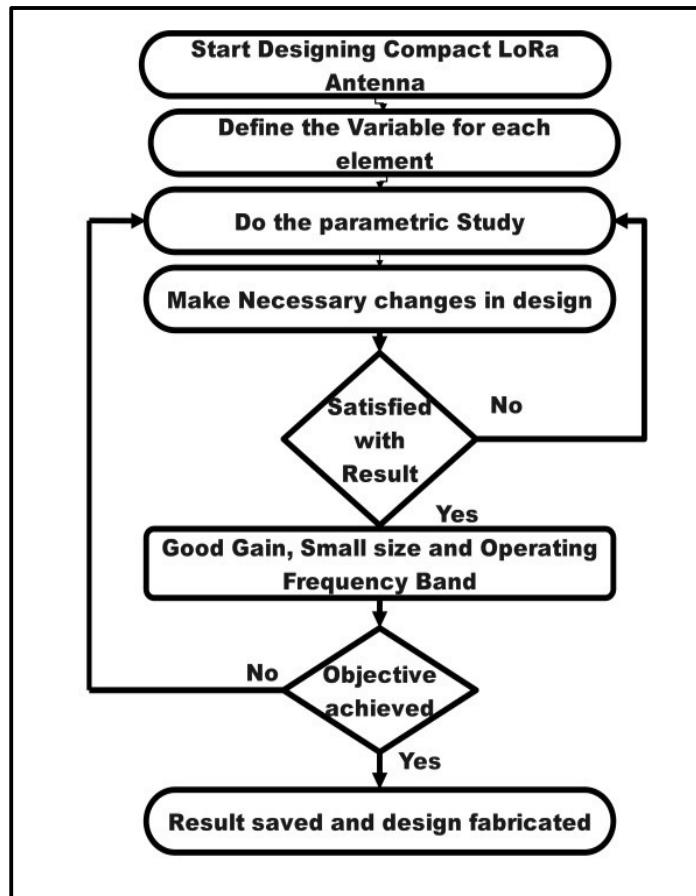 Start Designing Compact LoRa
Antenna
Define the Variable for each
element
Do the parametric Study
Make Necessary changes in design
Satisfied
with
Result
No
Yes
Good Gain, Small size and Operating
Frequency Band
No
Objective
achieved
Yes
Result saved and design fabricated